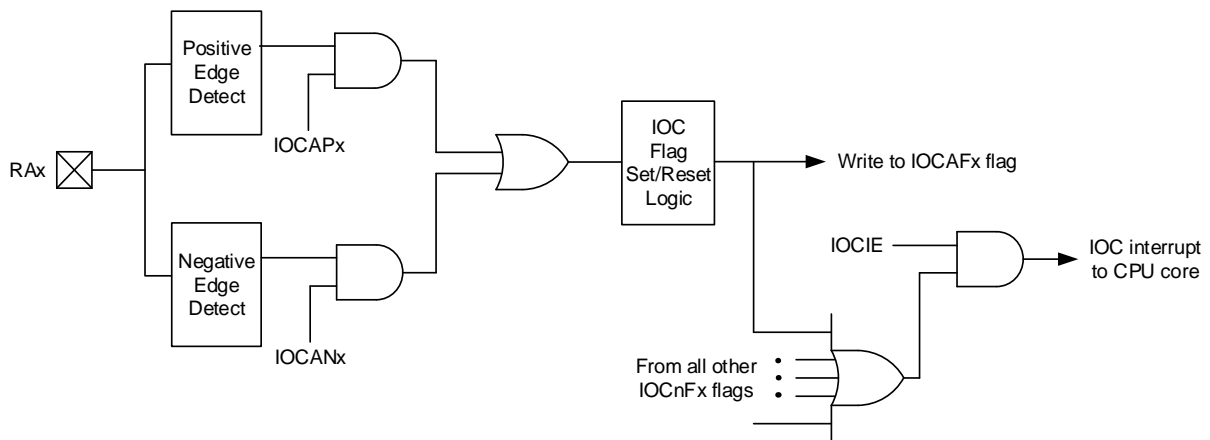 Positive
Edge
Detect
IOCAPx
RAx
Negative
Edge
Detect
IOCANx
IOC
Flag
Set/Reset
Logic
Write to IOCAFx flag
IOCIE
IOC interrupt
to CPU core
From all other
IOCnFx flags